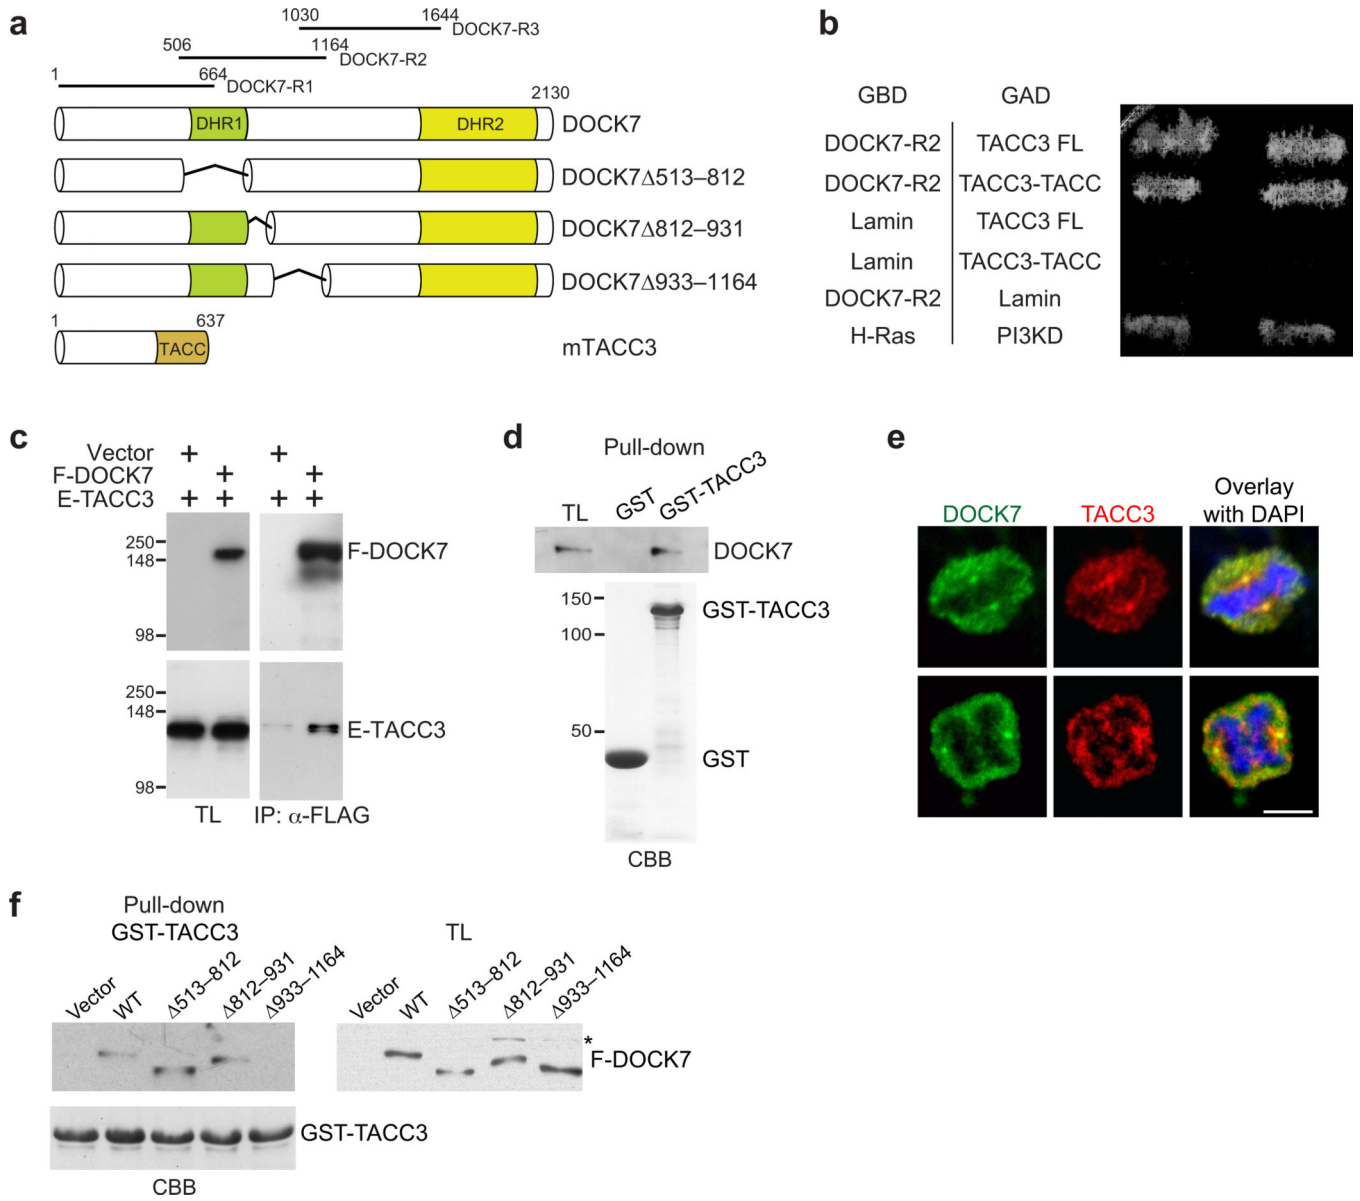 a
1030 1644
DOCK7-R3
506 1164
DOCK7-R2
1 664
DOCK7-R1
2130
DHR1 DHR2 DOCK7
DOCK7Δ513–812
DOCK7Δ812–931
DOCK7Δ933–1164
1 637
TACC mTACC3
b
GBD GAD
DOCK7-R2 TACC3 FL
DOCK7-R2 TACC3-TACC
Lamin TACC3 FL
Lamin TACC3-TACC
DOCK7-R2 Lamin
H-Ras PI3KD
c
Vector + +
F-DOCK7 + +
E-TACC3 + + + +
250
148
98
F-DOCK7
250
148
98
E-TACC3
TL IP: α-FLAG
d
Pull-down
TL GST GST-TACC3
DOCK7
150
100
50
GST-TACC3
GST
CBB
e
DOCK7 TACC3 Overlay
with DAPI
f
Pull-down
GST-TACC3
Vector WT Δ513–812 Δ812–931 Δ933–1164
TL
Vector WT Δ513–812 Δ812–931 Δ933–1164
*
F-DOCK7
GST-TACC3
CBB